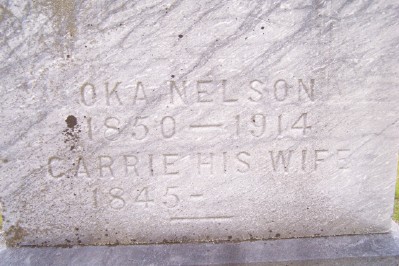 OKA NELSON
1850—1914
CARRIE HIS WIFE
1845-